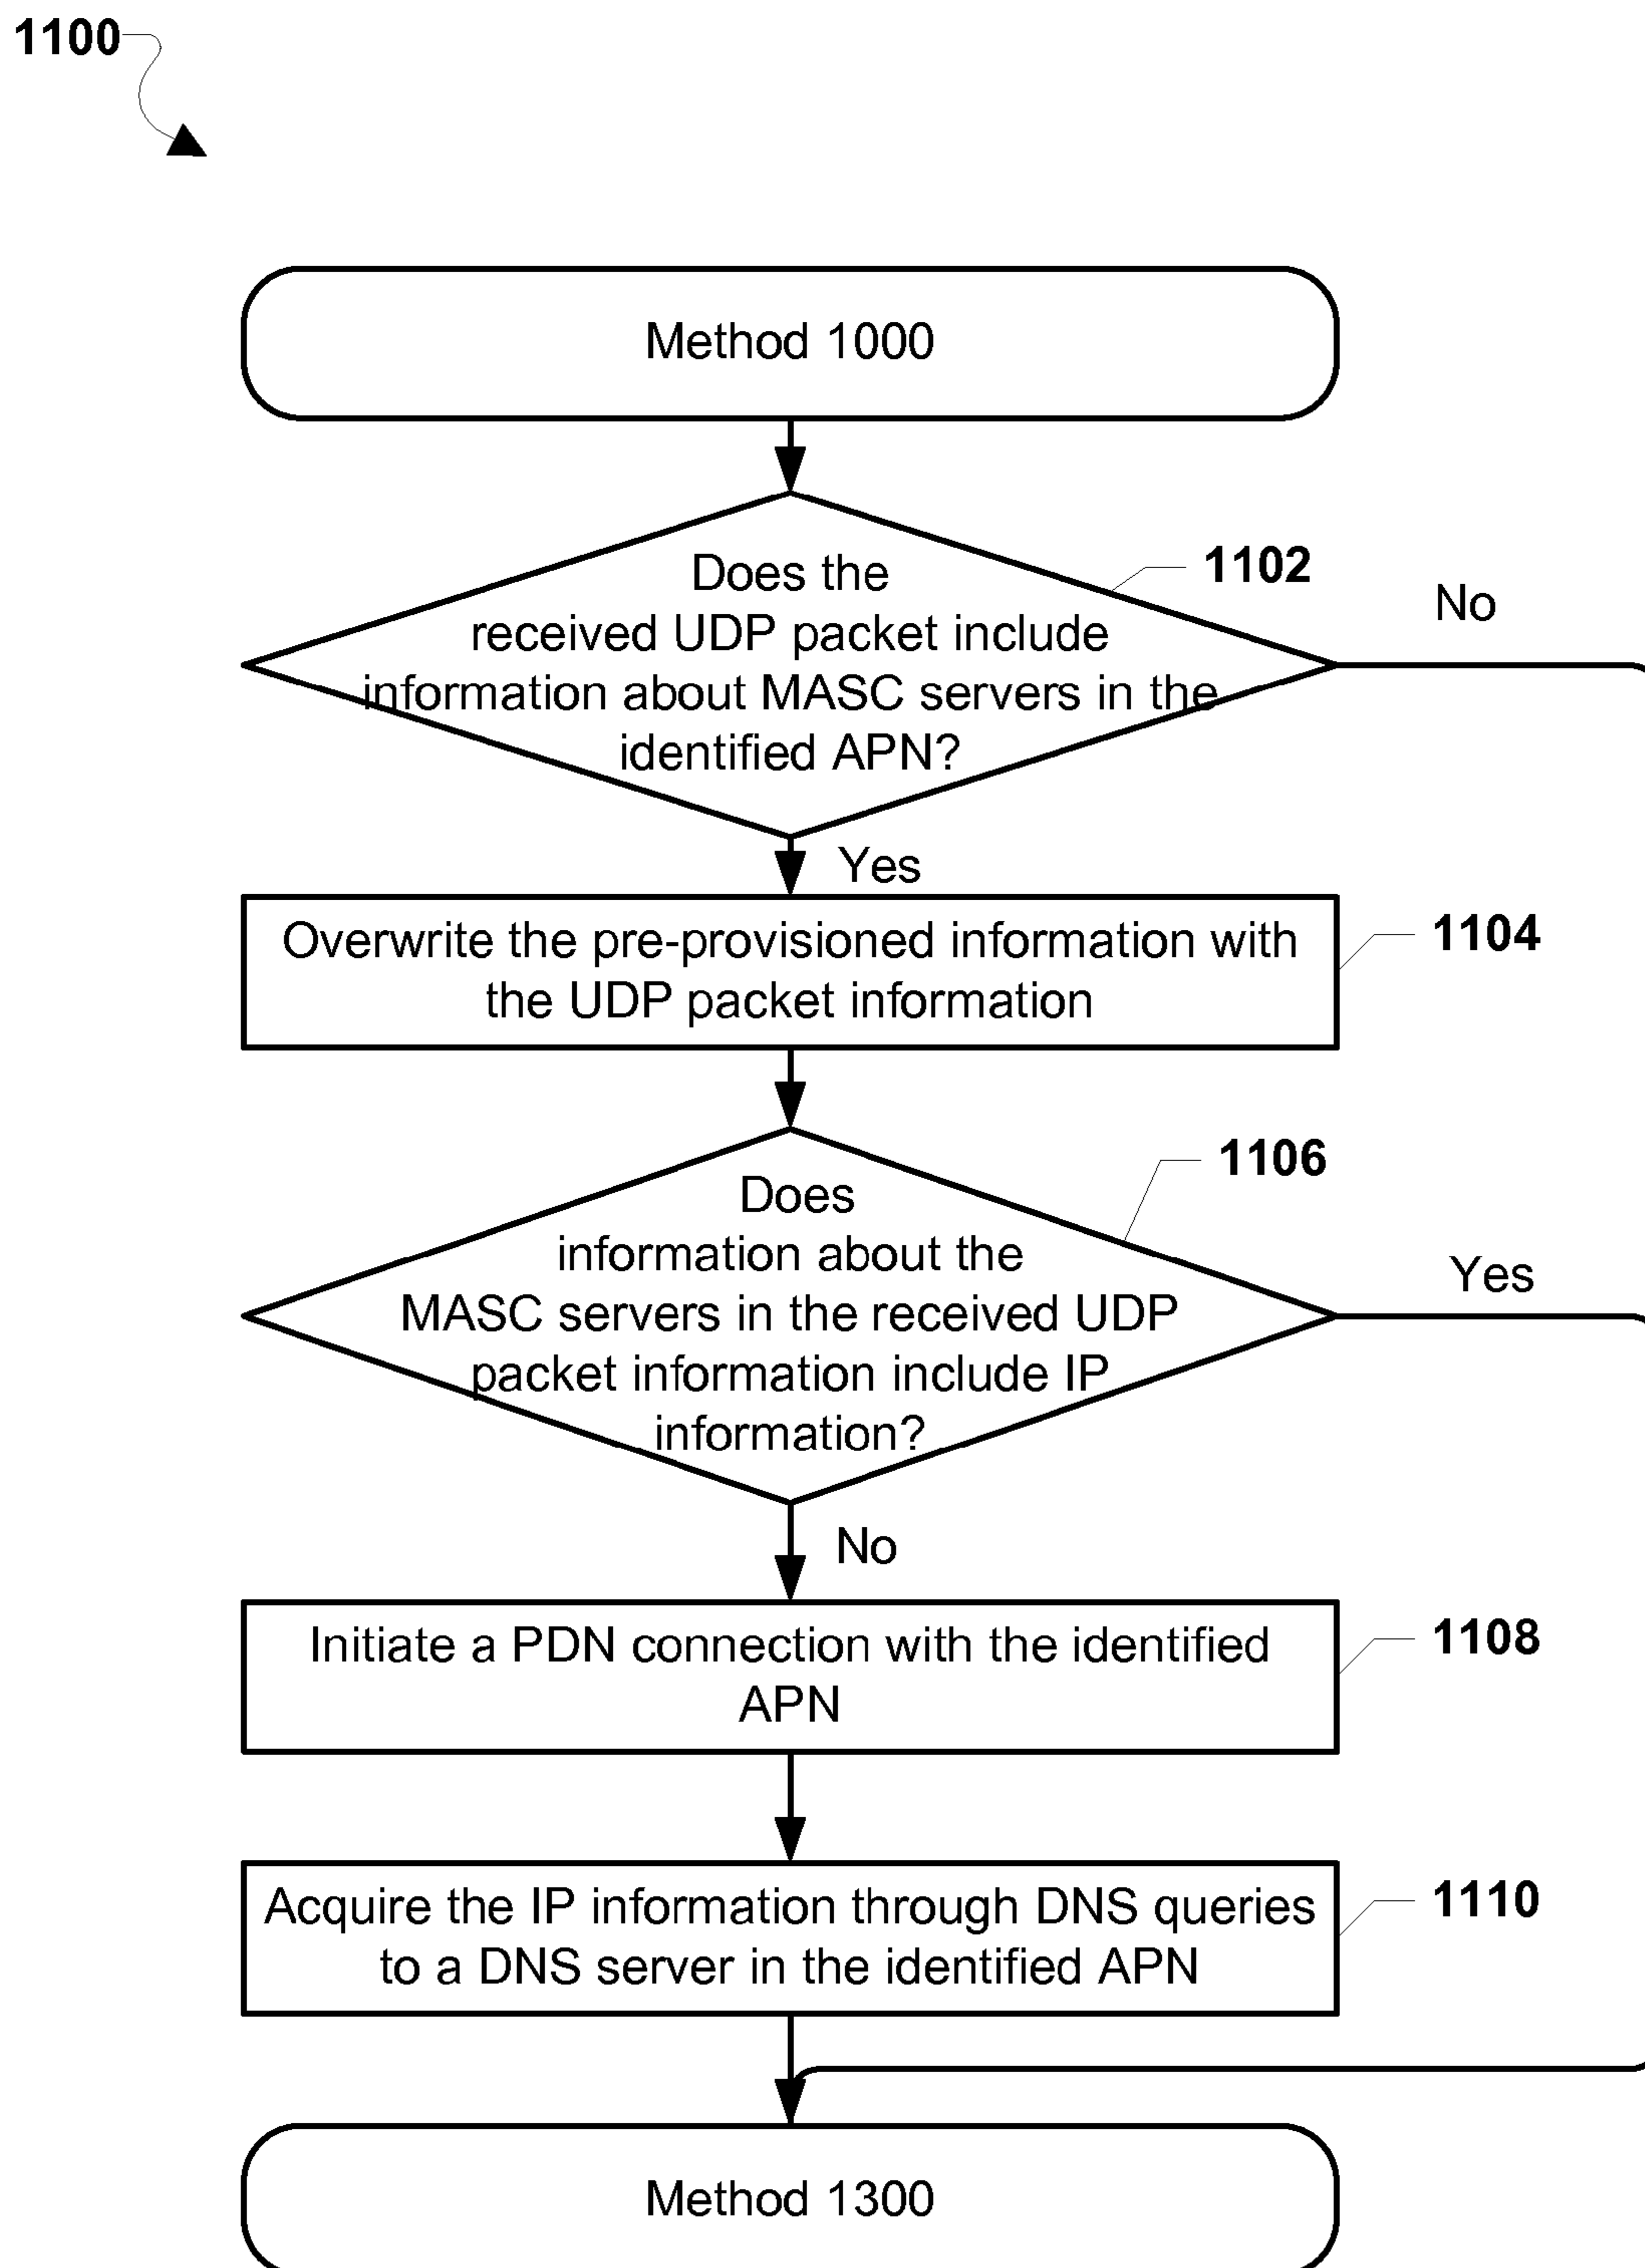 1100
Method 1000
Does the
received UDP packet include
information about MASC servers in the
identified APN?
1102
No
Yes
Overwrite the pre-provisioned information with
the UDP packet information
1104
Does
information about the
MASC servers in the received UDP
packet information include IP
information?
1106
Yes
No
Initiate a PDN connection with the identified
APN
1108
Acquire the IP information through DNS queries
to a DNS server in the identified APN
1110
Method 1300